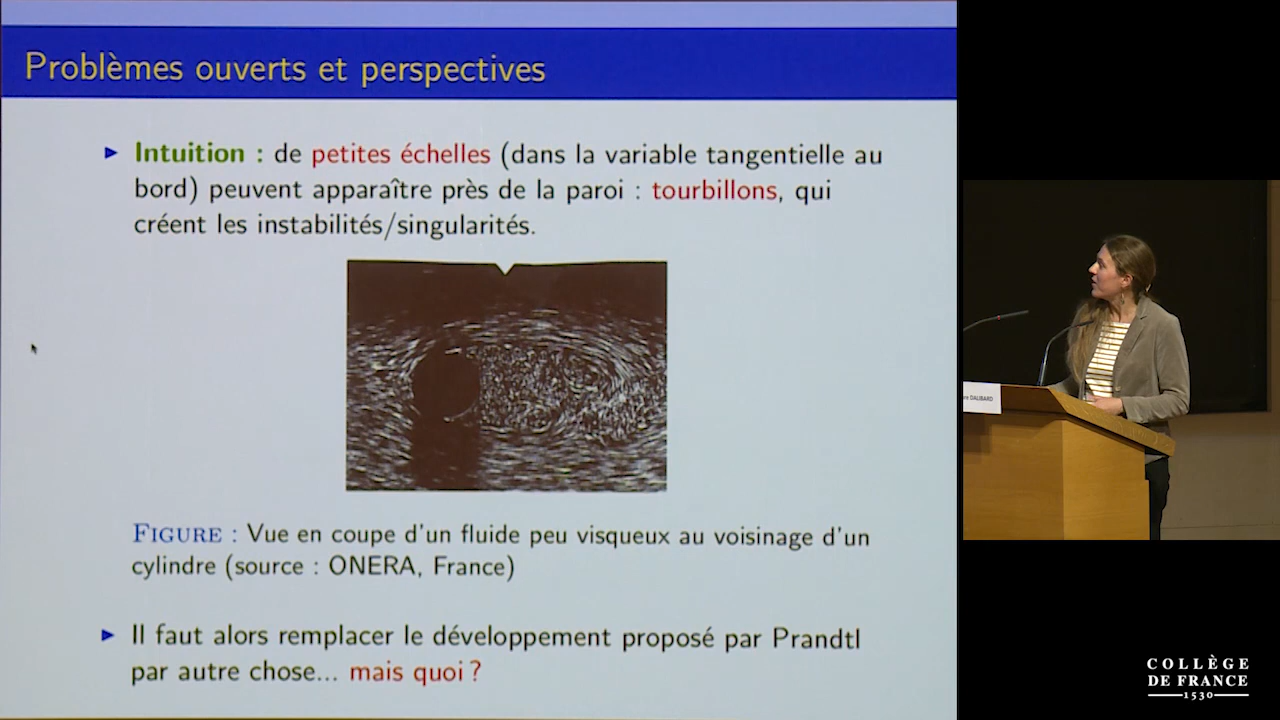 Problèmes ouverts et perspectives
Intuition : de petites échelles (dans la variable tangentielle au
bord) peuvent apparaître près de la paroi : tourbillons, qui
créent les instabilités/singularités.
FIGURE : Vue en coupe d'un fluide peu visqueux au voisinage d'un
cylindre (source : ONERA, France)
Il faut alors remplacer le développement proposé par Prandtl
par autre chose... mais quoi ?
DALIBARD
COLLÈGE
DE FRANCE
1530